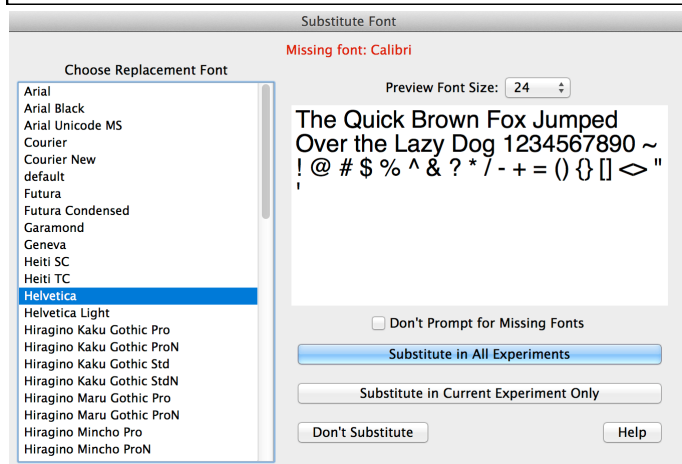 Substitute Font
Missing font: Calibri
Choose Replacement Font
Arial
Arial Black
Arial Unicode MS
Courier
Courier New
default
Futura
Futura Condensed
Garamond
Geneva
Heiti SC
Heiti TC
Helvetica
Helvetica Light
Hiragino Kaku Gothic Pro
Hiragino Kaku Gothic ProN
Hiragino Kaku Gothic Std
Hiragino Kaku Gothic StdN
Hiragino Maru Gothic Pro
Hiragino Maru Gothic ProN
Hiragino Mincho Pro
Hiragino Mincho ProN
Preview Font Size: 24
The Quick Brown Fox Jumped
Over the Lazy Dog 1234567890 ~
! @ # $ % ^ & ? * / - + = () {} [] <> "
'
Don't Prompt for Missing Fonts
Substitute in All Experiments
Substitute in Current Experiment Only
Don't Substitute
Help